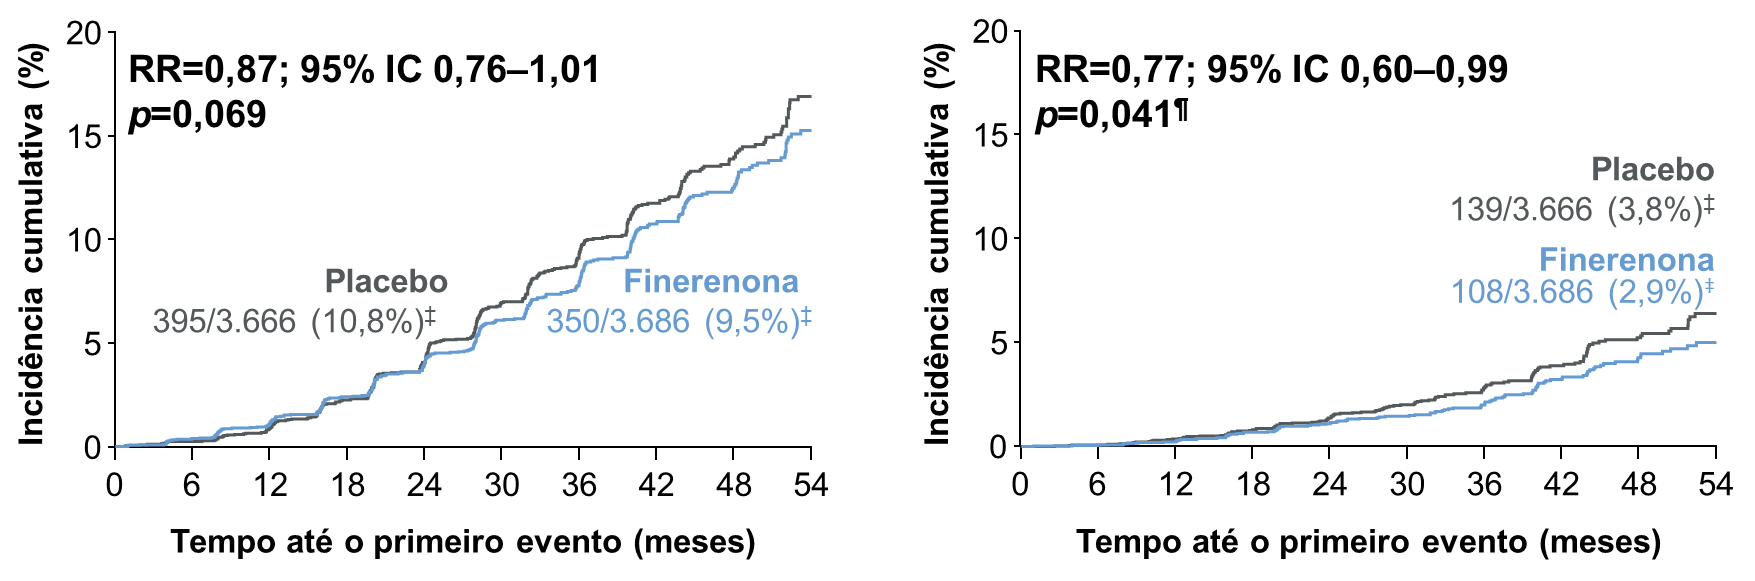 Incidência cumulativa (%)
20
15
10
5
0
RR=0,87; 95% IC 0,76–1,01
p=0,069
Placebo
395/3.666 (10,8%)‡
Finerenona
350/3.686 (9,5%)‡
0 6 12 18 24 30 36 42 48 54
Tempo até o primeiro evento (meses)
Incidência cumulativa (%)
20
15
10
5
0
RR=0,77; 95% IC 0,60–0,99
p=0,041¶
Placebo
139/3.666 (3,8%)‡
Finerenona
108/3.686 (2,9%)‡
0 6 12 18 24 30 36 42 48 54
Tempo até o primeiro evento (meses)